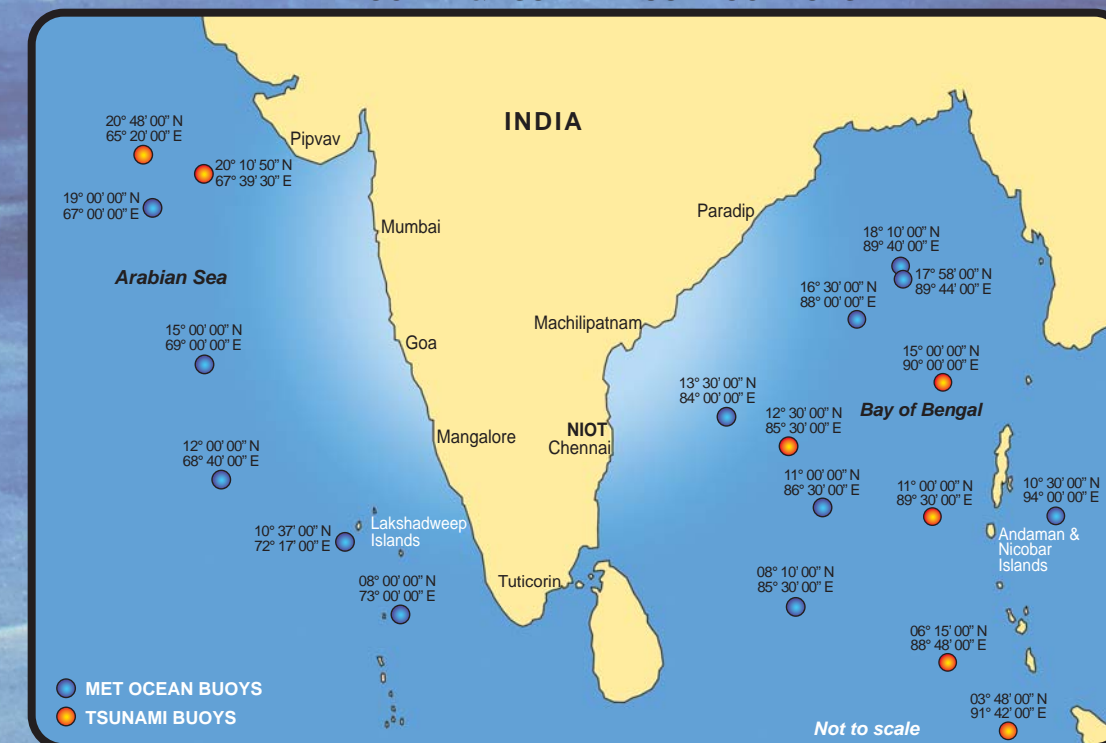 INDIA
20° 48’ 00” N
65° 20’ 00” E
Pipvav
20° 10’ 50” N
67° 39’ 30” E
19° 00’ 00” N
67° 00’ 00” E
Mumbai
Paradip
18° 10’ 00” N
89° 40’ 00” E
17° 58’ 00” N
89° 44’ 00” E
Arabian Sea
16° 30’ 00” N
88° 00’ 00” E
15° 00’ 00” N
69° 00’ 00” E
Goa
Machilipatnam
15° 00’ 00” N
90° 00’ 00” E
13° 30’ 00” N
84° 00’ 00” E
Bay of Bengal
12° 30’ 00” N
85° 30’ 00” E
Mangalore
NIOT
Chennai
12° 00’ 00” N
68° 40’ 00” E
11° 00’ 00” N
86° 30’ 00” E
11° 00’ 00” N
89° 30’ 00” E
10° 30’ 00” N
94° 00’ 00” E
10° 37’ 00” N
72° 17’ 00” E
Lakshadweep
Islands
Andaman &
Nicobar
Islands
08° 00’ 00” N
73° 00’ 00” E
Tuticorin
08° 10’ 00” N
85° 30’ 00” E
06° 15’ 00” N
88° 48’ 00” E
MET OCEAN BUOYS
TSUNAMI BUOYS
03° 48’ 00” N
91° 42’ 00” E
Not to scale